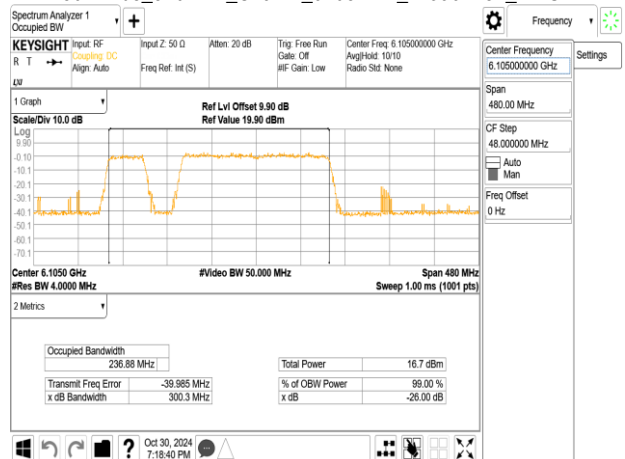 Spectrum Analyzer 1
Occupied BW
Frequency
KEYSIGHT
R T
LXI
Input: RF
Coupling: DC
Align: Auto
Input Z: 50 Ω
Freq Ref: Int (S)
Atten: 20 dB
Trig: Free Run
Gate: Off
#IF Gain: Low
Center Freq: 6.105000000 GHz
Avg|Hold: 10/10
Radio Std: None
Center Frequency
6.105000000 GHz
Settings
Span
480.00 MHz
CF Step
48.000000 MHz
Auto
Man
Freq Offset
0 Hz
1 Graph
Scale/Div 10.0 dB
Ref Lvl Offset 9.90 dB
Ref Value 19.90 dBm
Log
9.90
-0.10
-10.1
-20.1
-30.1
-40.1
-50.1
-60.1
-70.1
Center 6.1050 GHz
#Video BW 50.000 MHz
Span 480 MHz
#Res BW 4.0000 MHz
Sweep 1.00 ms (1001 pts)
2 Metrics
Occupied Bandwidth
236.88 MHz
Total Power 16.7 dBm
Transmit Freq Error -39.985 MHz
% of OBW Power 99.00 %
x dB Bandwidth 300.3 MHz
x dB -26.00 dB
?
Oct 30, 2024
7:18:40 PM